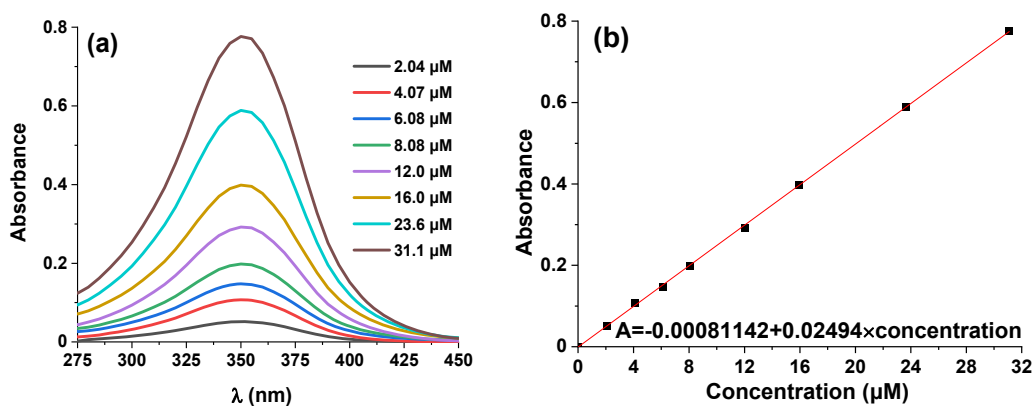 (a)
Absorbance
0.8
0.6
0.4
0.2
0
275 300 325 350 375 400 425 450
λ (nm)
2.04 µM
4.07 µM
6.08 µM
8.08 µM
12.0 µM
16.0 µM
23.6 µM
31.1 µM
(b)
Absorbance
0.8
0.6
0.4
0.2
0
0 4 8 12 16 20 24 28 32
A=-0.00081142+0.02494×concentration
Concentration (µM)